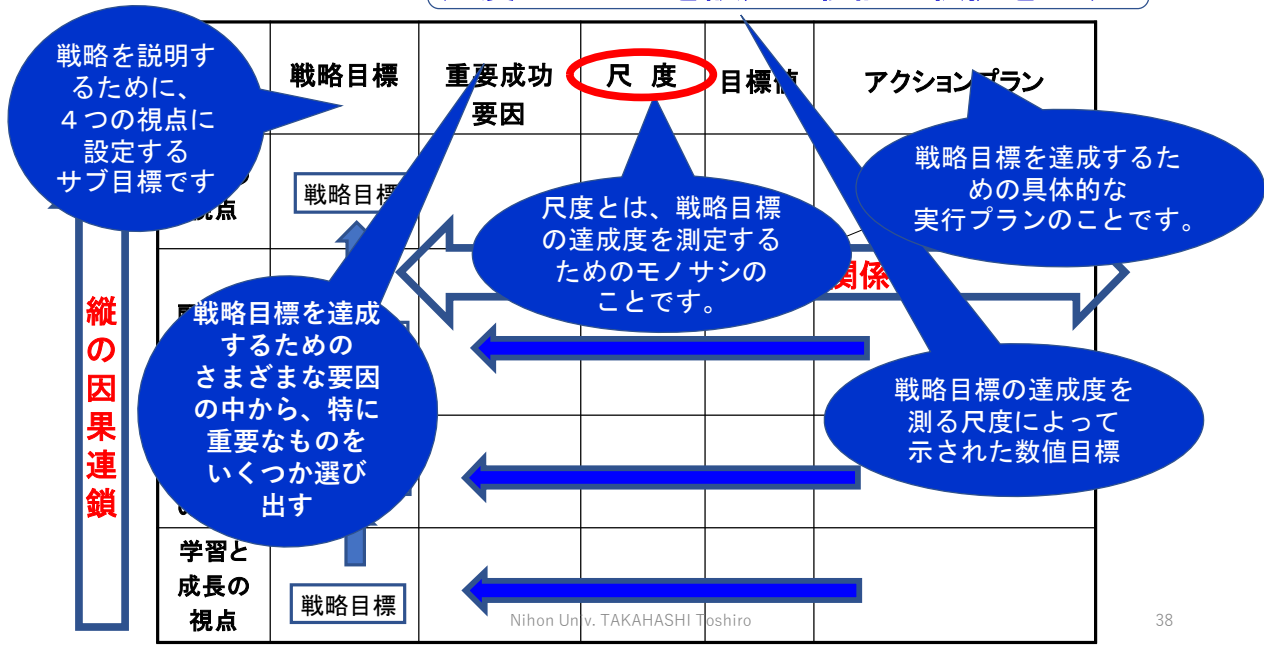 戦略を説明す
るために、
４つの視点に
設定する
サブ目標です
戦略目標
重要成功
要因
尺 度
目標値
アクションプラン
視点
戦略目標
尺度とは、戦略目標
の達成度を測定する
ためのモノサシの
ことです。
戦略目標を達成するた
めの具体的な
実行プランのことです。
関係
縦の因果連鎖
戦略目標を達成
するための
さまざまな要因
の中から、特に
重要なものを
いくつか選び
出す
戦略目標の達成度を
測る尺度によって
示された数値目標
学習と
成長の
視点
戦略目標
Nihon Univ. TAKAHASHI Toshiro
38